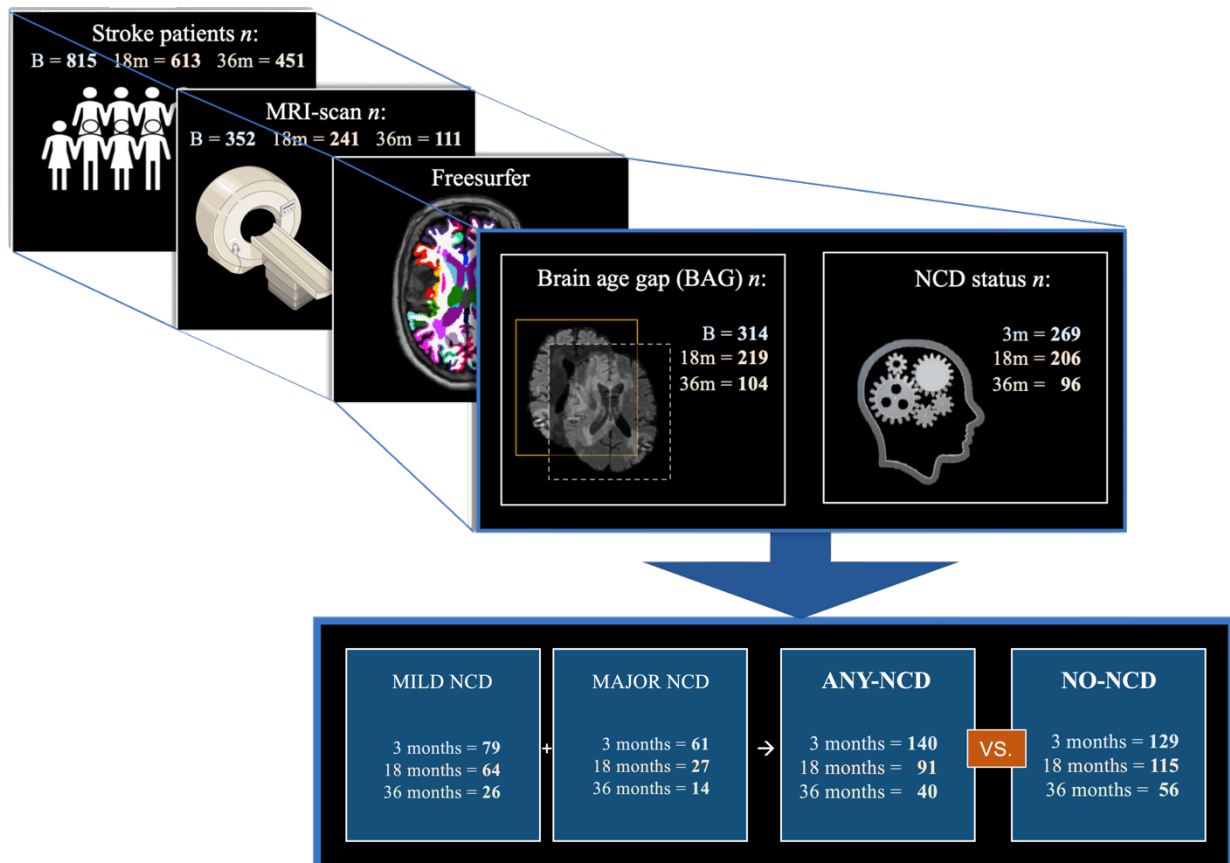 Stroke patients n:
B = 815 18m = 613 36m = 451
MRI-scan n:
B = 352 18m = 241 36m = 111
Freesurfer
Brain age gap (BAG) n:
B = 314
18m = 219
36m = 104
NCD status n:
3m = 269
18m = 206
36m = 96
MILD NCD
3 months = 79
18 months = 64
36 months = 26
+
MAJOR NCD
3 months = 61
18 months = 27
36 months = 14
→
ANY-NCD
3 months = 140
18 months = 91
36 months = 40
VS.
NO-NCD
3 months = 129
18 months = 115
36 months = 56